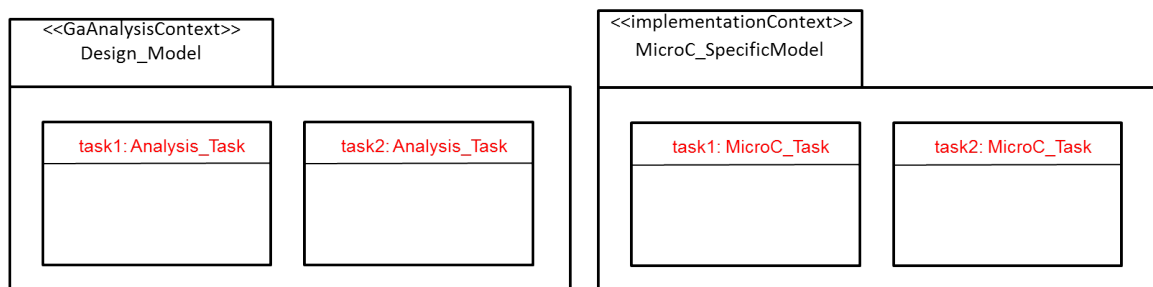 <<GaAnalysisContext>>
Design_Model
task1: Analysis_Task
task2: Analysis_Task
<<implementationContext>>
MicroC_SpecificModel
task1: MicroC_Task
task2: MicroC_Task